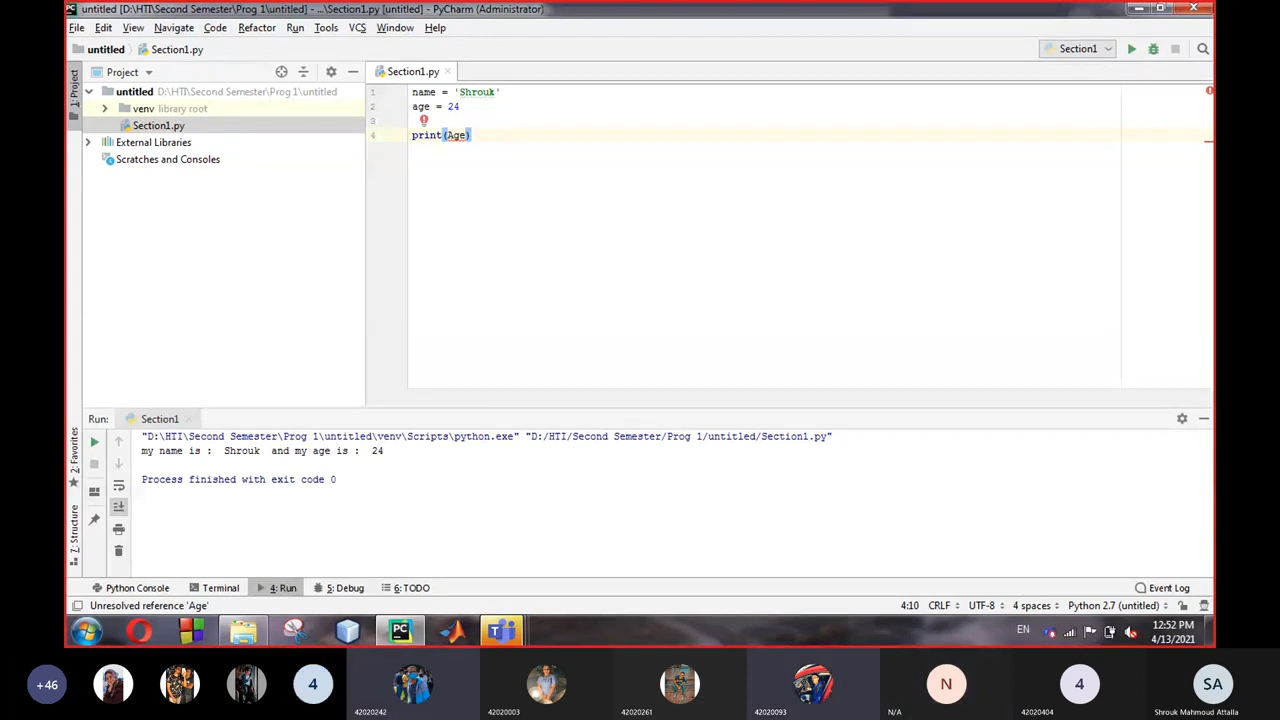 untitled [D:\HTI\Second Semester\Prog 1\untitled] - ...\Section1.py [untitled] - PyCharm (Administrator)
File Edit View Navigate Code Refactor Run Tools VCS Window Help
untitled Section1.py Section1
1: Project Project Section1.py
untitled D:\HTI\Second Semester\Prog 1\untitled
venv library root
Section1.py
External Libraries
Scratches and Consoles
1 name = 'Shrouk'
2 age = 24
3
4 print(Age)
Run: Section1
"D:\HTI\Second Semester\Prog 1\untitled\venv\Scripts\python.exe" "D:/HTI/Second Semester/Prog 1/untitled/Section1.py"
my name is :  Shrouk  and my age is :  24
Process finished with exit code 0
2: Favorites
7: Structure
Python Console Terminal 4: Run 5: Debug 6: TODO Event Log
Unresolved reference 'Age' 4:10 CRLF UTF-8 4 spaces Python 2.7 (untitled)
PC EN 12:52 PM
4/13/2021
+46 4 N 4 SA
42020242 42020003 42020261 42020093 N/A 42020404 Shrouk Mahmoud Attalla